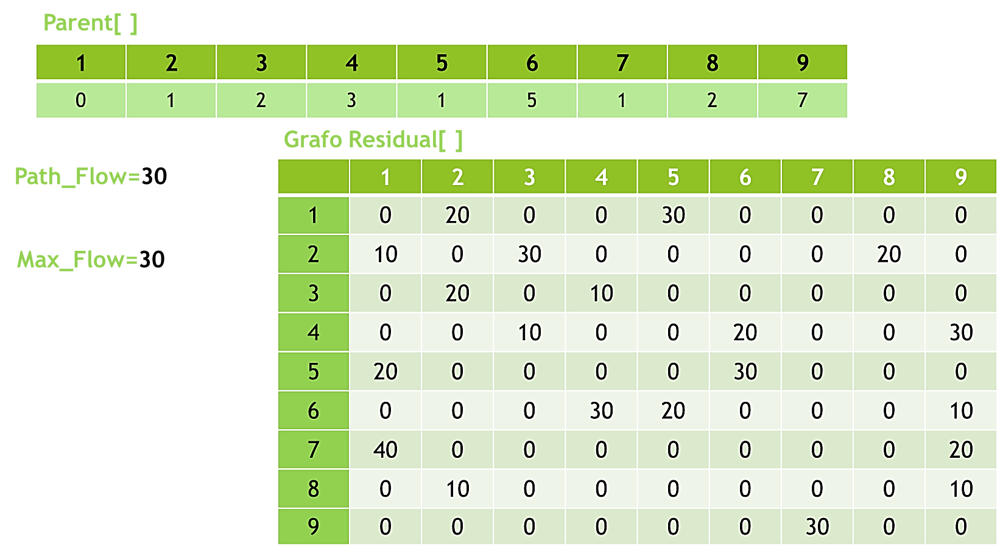 Parent[ ]
1 2 3 4 5 6 7 8 9
0 1 2 3 1 5 1 2 7
Grafo Residual[ ]
Path_Flow=30
Max_Flow=30
1 2 3 4 5 6 7 8 9
1 0 20 0 0 30 0 0 0 0
2 10 0 30 0 0 0 0 20 0
3 0 20 0 10 0 0 0 0 0
4 0 0 10 0 0 20 0 0 30
5 20 0 0 0 0 30 0 0 0
6 0 0 0 30 20 0 0 0 10
7 40 0 0 0 0 0 0 0 20
8 0 10 0 0 0 0 0 0 10
9 0 0 0 0 0 0 30 0 0